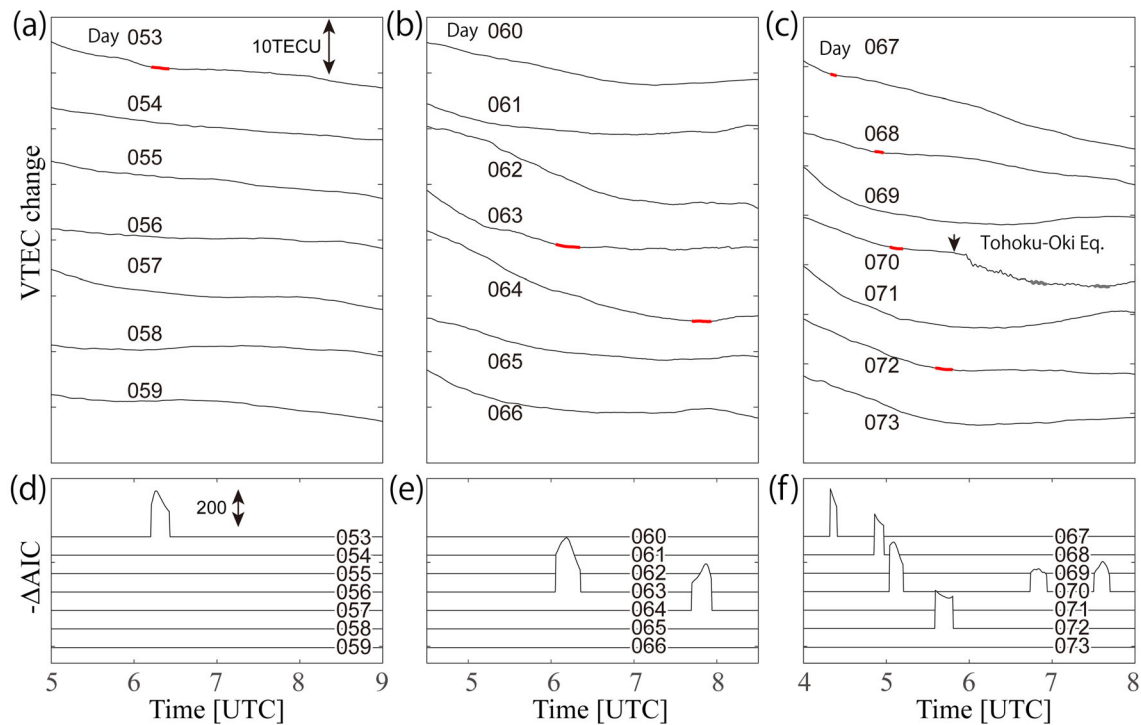 (a)
Day 053
10TECU
054
055
056
057
058
059
VTEC change
(b)
Day 060
061
062
063
064
065
066
(c)
067
Day
068
069
Tohoku-Oki Eq.
070
071
072
073
(d)
200
053
054
055
056
057
058
059
-ΔAIC
5 6 7 8 9
Time [UTC]
(e)
060
061
062
063
064
065
066
5 6 7 8
Time [UTC]
(f)
067
068
069
070
071
072
073
4 5 6 7 8
Time [UTC]